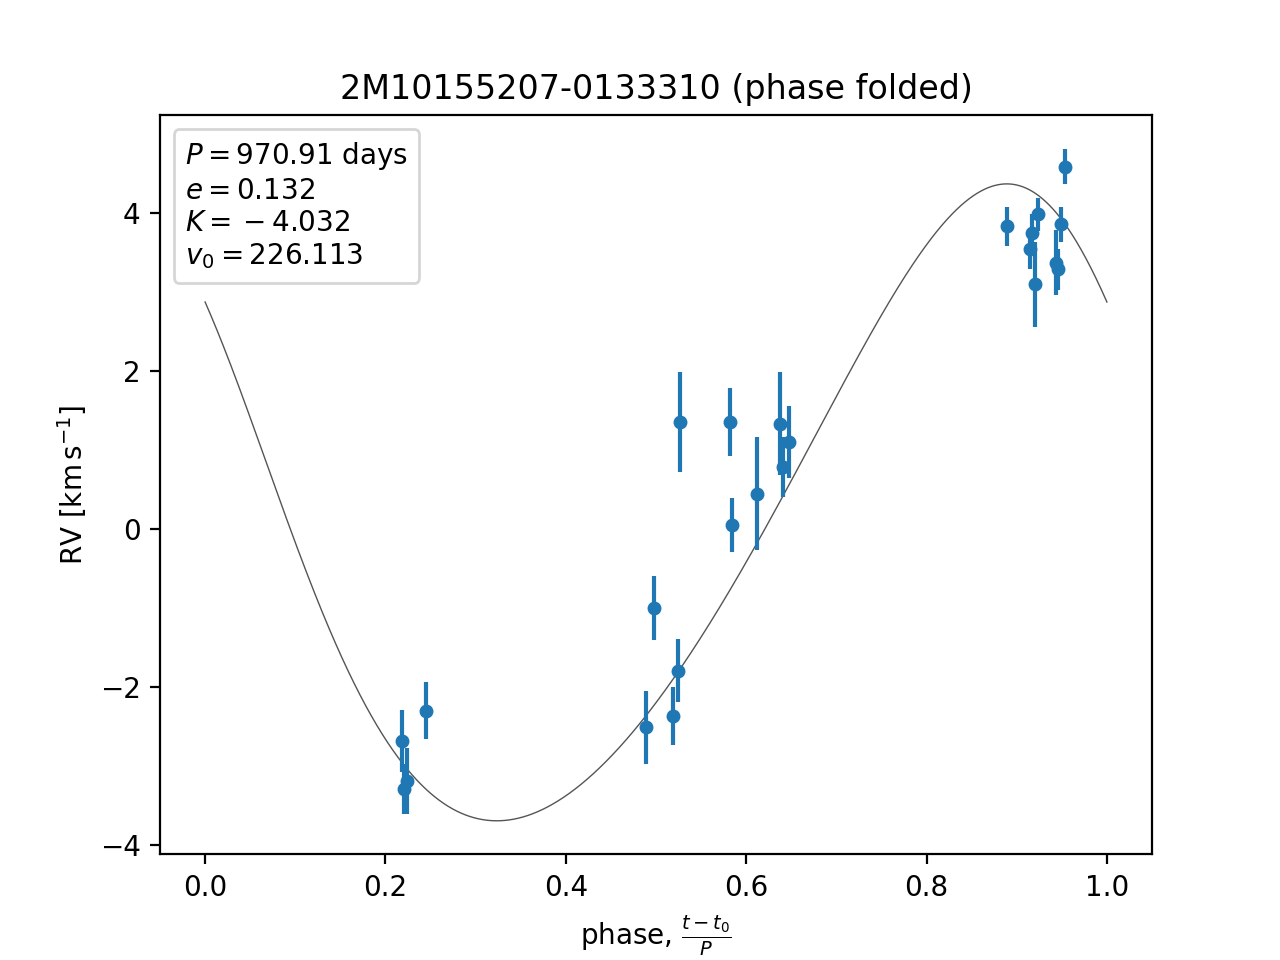 2M10155207-0133310 (phase folded)
P = 970.91 days
e = 0.132
K = −4.032
v₀ = 226.113
RV [km s⁻¹]
4
2
0
−2
−4
0.0 0.2 0.4 0.6 0.8 1.0
phase, (t − t₀)/P